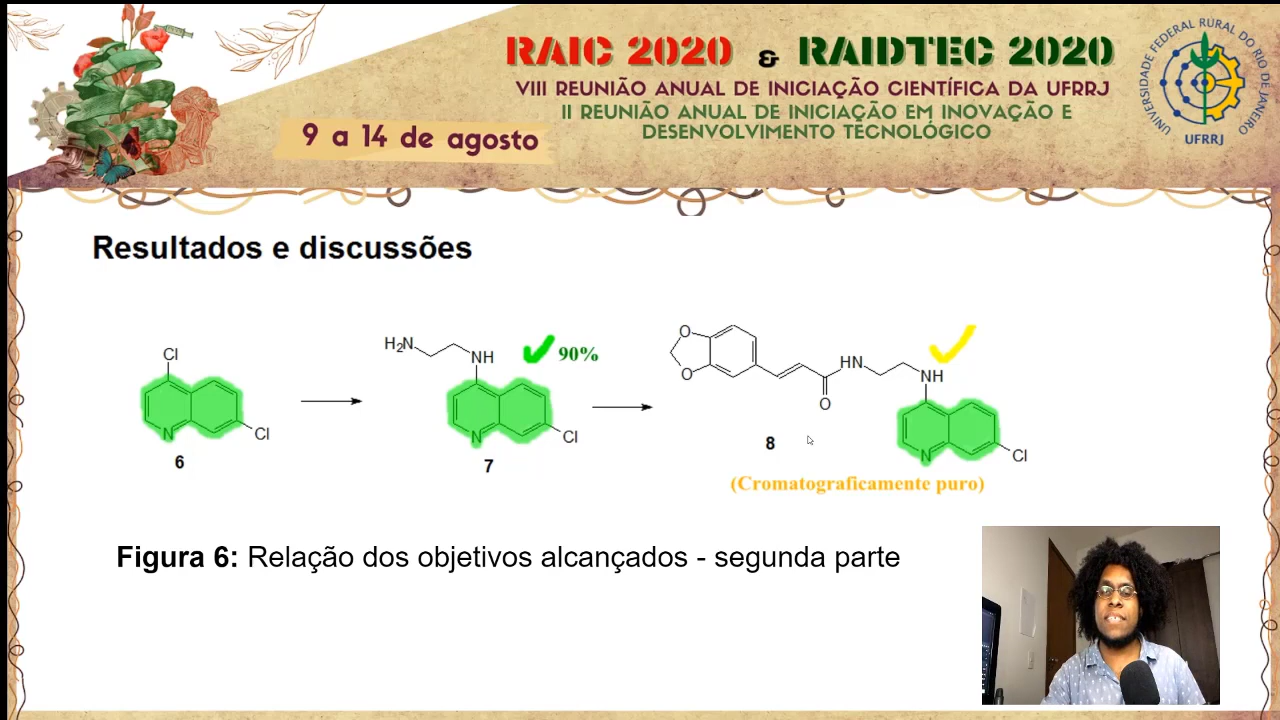 RAIC 2020 & RAIDTEC 2020
VIII REUNIÃO ANUAL DE INICIAÇÃO CIENTÍFICA DA UFRRJ
II REUNIÃO ANUAL DE INICIAÇÃO EM INOVAÇÃO E
DESENVOLVIMENTO TECNOLÓGICO
9 a 14 de agosto
UNIVERSIDADE FEDERAL RURAL DO RIO DE JANEIRO
UFRRJ
Resultados e discussões
Cl
N
Cl
6
H2N
NH
90%
N
Cl
7
O
O
HN
O
NH
N
Cl
8
(Cromatograficamente puro)
Figura 6: Relação dos objetivos alcançados - segunda parte